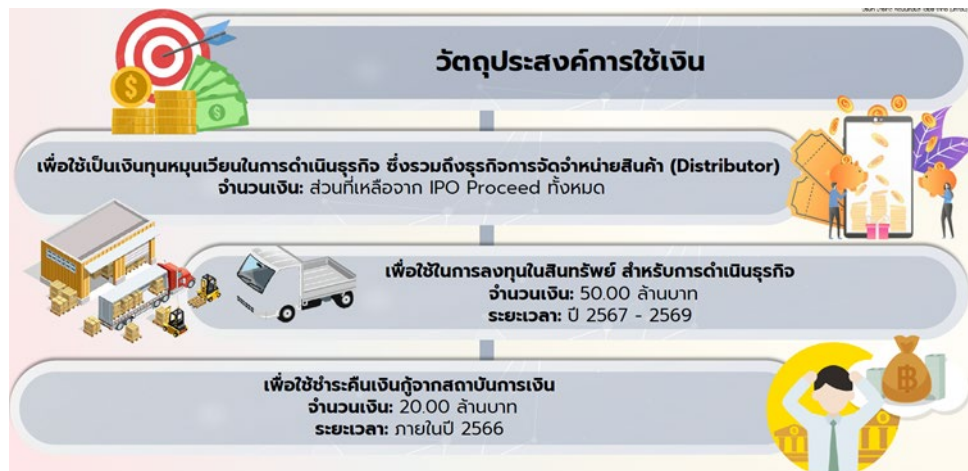 วัตถุประสงค์การใช้เงิน
เพื่อใช้เป็นเงินทุนหมุนเวียนในการดำเนินธุรกิจ ซึ่งรวมถึงธุรกิจการจัดจำหน่ายสินค้า (Distributor)
จำนวนเงิน: ส่วนที่เหลือจาก IPO Proceed ทั้งหมด
เพื่อใช้ในการลงทุนในสินทรัพย์ สำหรับการดำเนินธุรกิจ
จำนวนเงิน: 50.00 ล้านบาท
ระยะเวลา: ปี 2567 - 2569
เพื่อใช้ชำระคืนเงินกู้จากสถาบันการเงิน
จำนวนเงิน: 20.00 ล้านบาท
ระยะเวลา: ภายในปี 2566